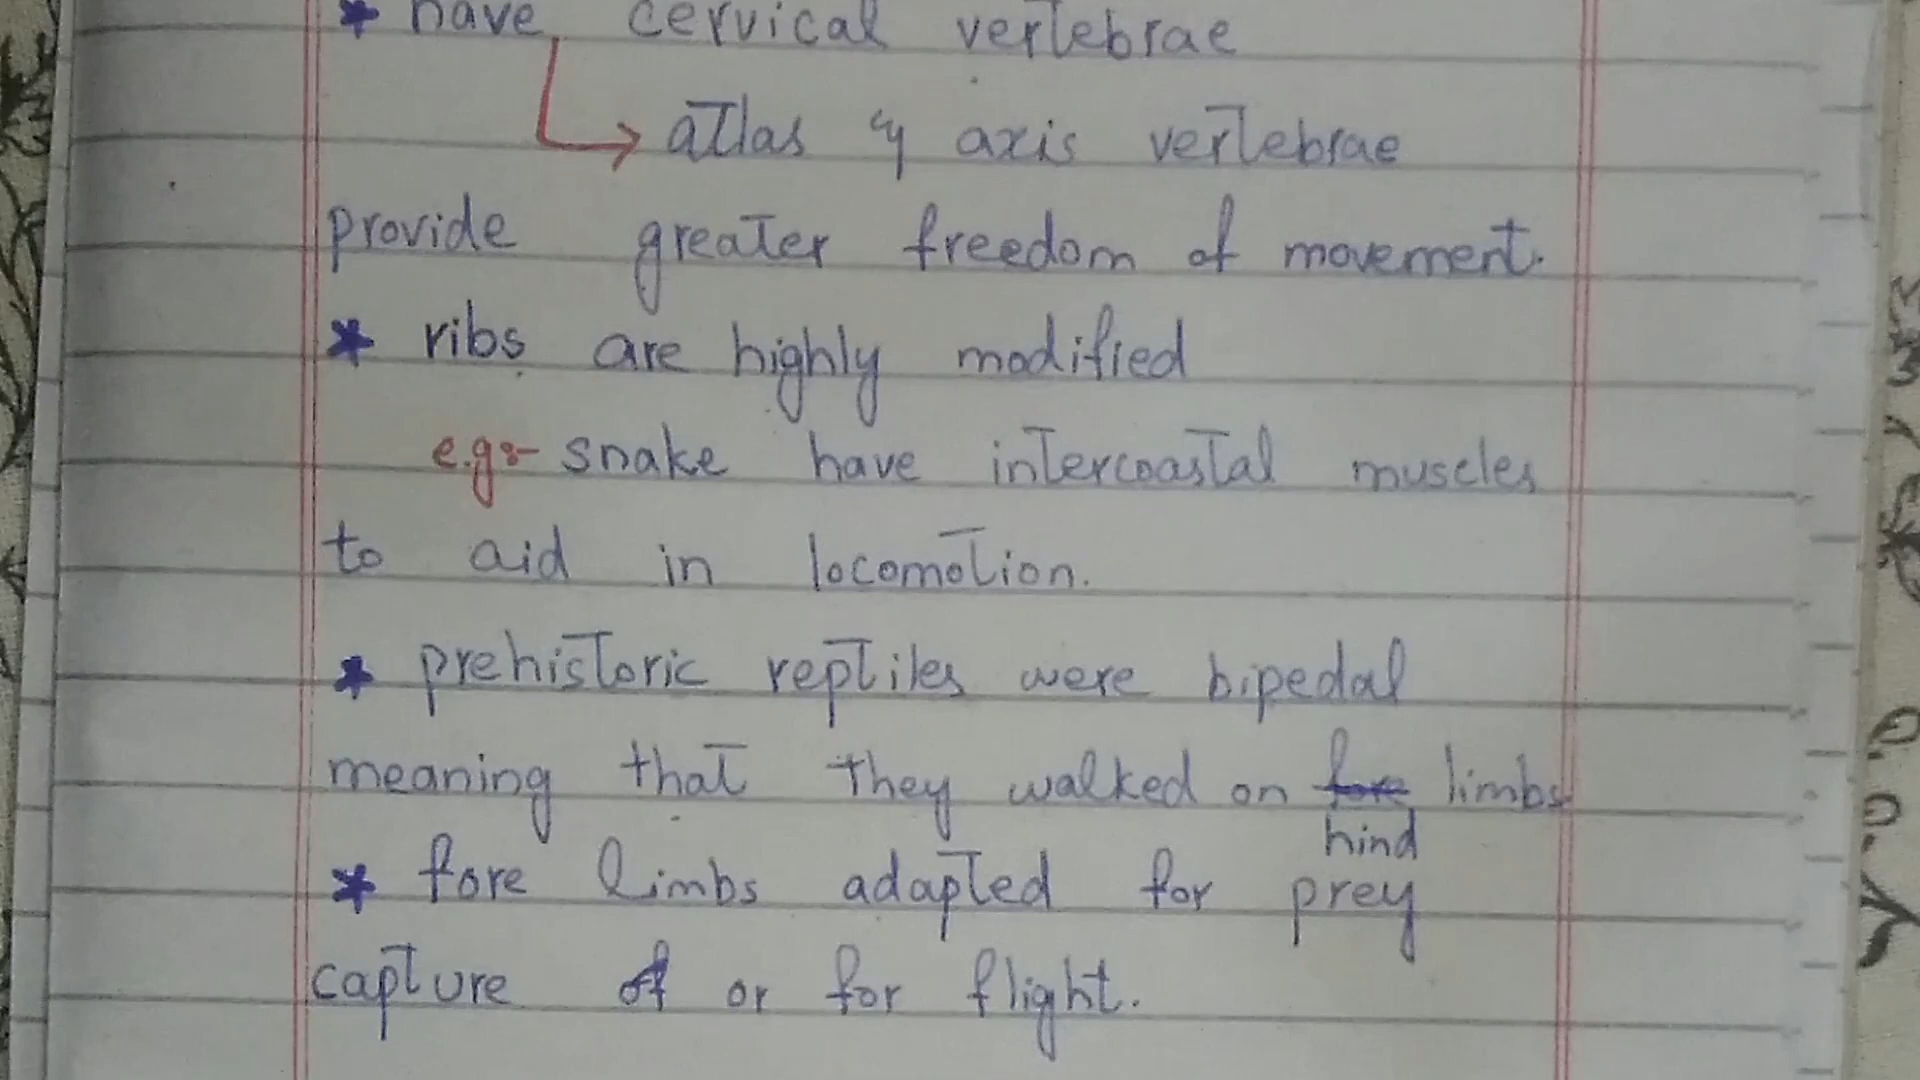 * have cervical vertebrae
→ atlas & axis vertebrae
provide greater freedom of movement.
* ribs are highly modified
e.g:- snake have intercoastal muscles
to aid in locomotion.
* prehistoric reptiles were bipedal
meaning that they walked on fore limbs
hind
* fore limbs adapted for prey
capture of or for flight.